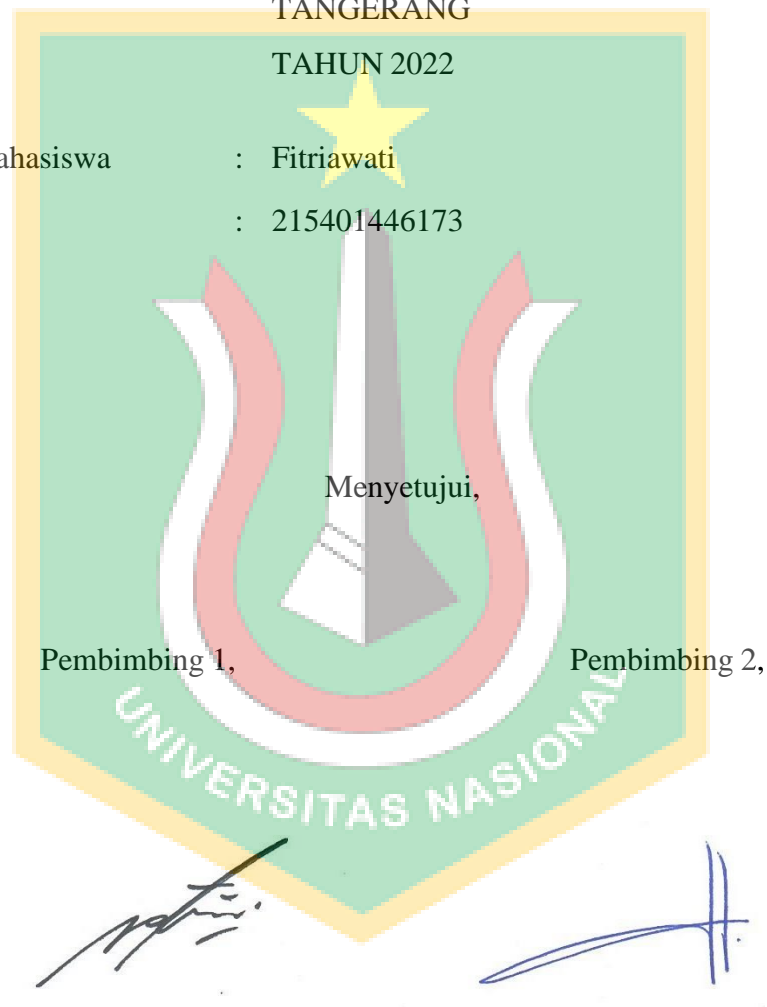 TANGERANG
TAHUN 2022
ahasiswa : Fitriawati
: 215401446173
Menyetujui,
Pembimbing 1, Pembimbing 2,
UNIVERSITAS NASIONAL